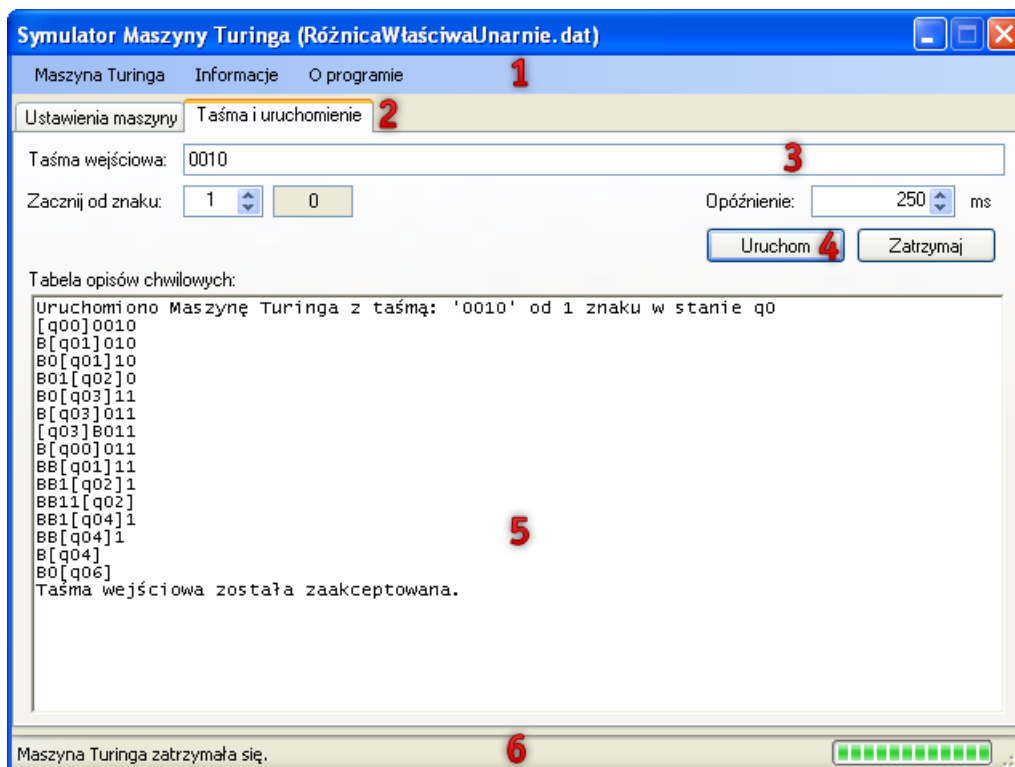 Symulator Maszyny Turinga (RóżnicaWłaściwaUnarnie.dat)
Maszyna Turinga Informacje O programie 1
Ustawienia maszyny Taśma i uruchomienie 2
Taśma wejściowa: 0010 3
Zacznij od znaku: 1 0 Opóźnienie: 250 ms
Uruchom 4 Zatrzymaj
Tabela opisów chwilowych:
Uruchomiono Maszynę Turinga z taśmą: '0010' od 1 znaku w stanie q0
[q00]0010
B[q01]010
B0[q01]10
B01[q02]0
B0[q03]11
B[q03]011
[q03]B011
B[q00]011
BB[q01]11
BB1[q02]1
BB11[q02]
BB1[q04]1
BB[q04]1
B[q04]
B0[q06]
Taśma wejściowa została zaakceptowana.
5
Maszyna Turinga zatrzymała się. 6